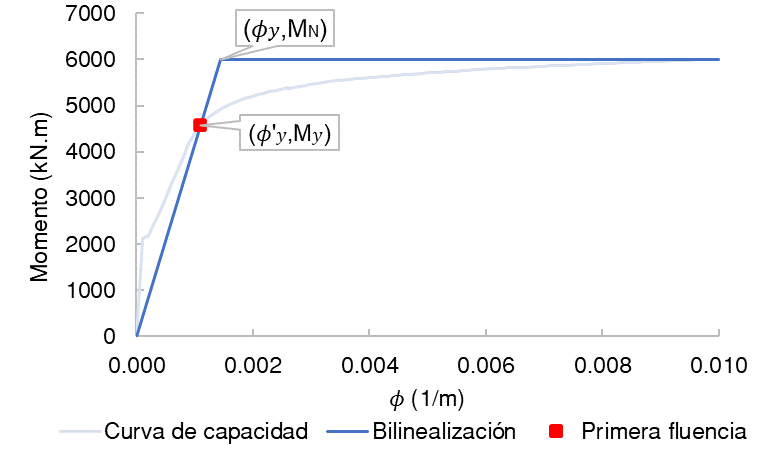 7000
6000
5000
4000
3000
2000
1000
0
Momento (kN.m)
(ϕy,MN)
(ϕ'y,My)
0.000 0.002 0.004 0.006 0.008 0.010
ϕ (1/m)
Curva de capacidad Bilinealización Primera fluencia